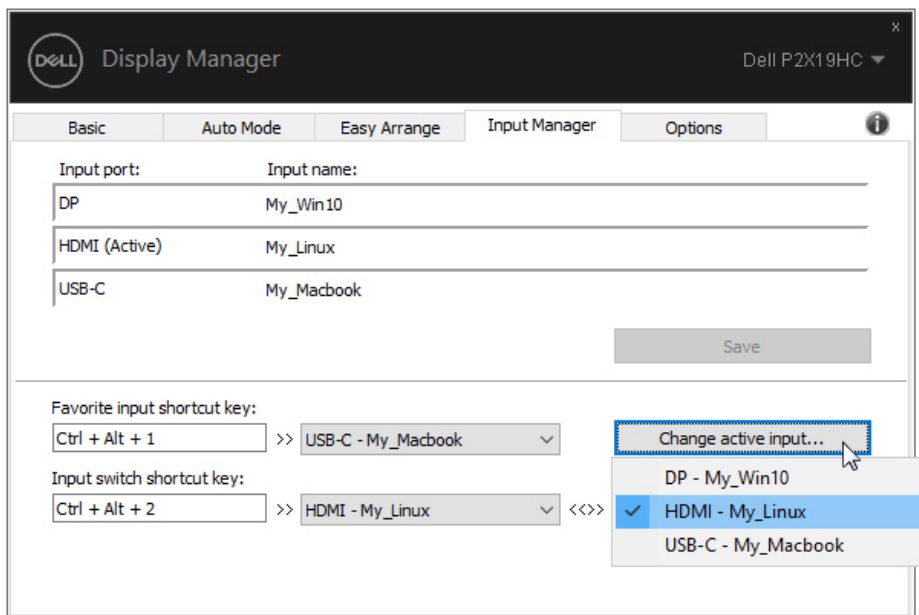 x
DELL Display Manager Dell P2X19HC
Basic Auto Mode Easy Arrange Input Manager Options i
Input port: Input name:
DP My_Win10
HDMI (Active) My_Linux
USB-C My_Macbook
Save
Favorite input shortcut key:
Ctrl + Alt + 1 >> USB-C - My_Macbook Change active input...
Input switch shortcut key:
DP - My_Win10
Ctrl + Alt + 2 >> HDMI - My_Linux <<>> HDMI - My_Linux
USB-C - My_Macbook